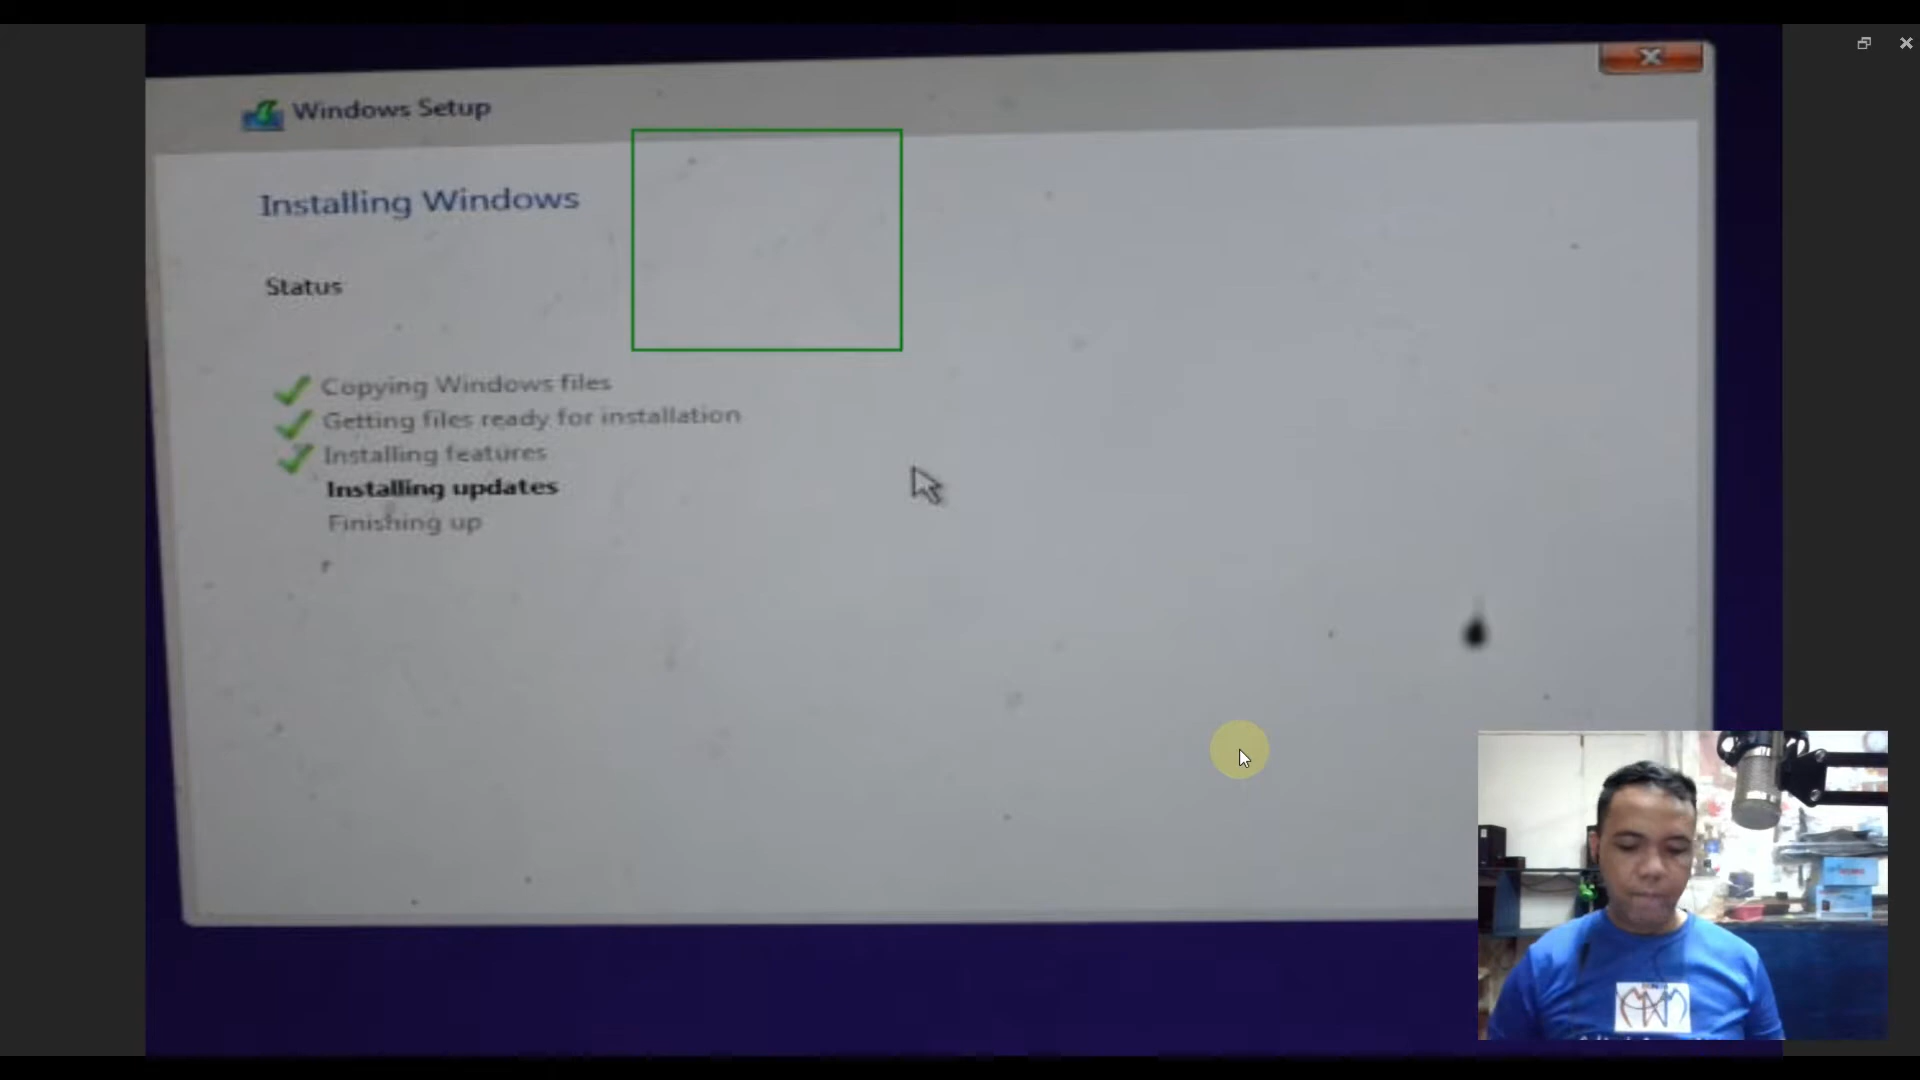 Windows Setup
Installing Windows
Status
Copying Windows files
Getting files ready for installation
Installing features
Installing updates
Finishing up